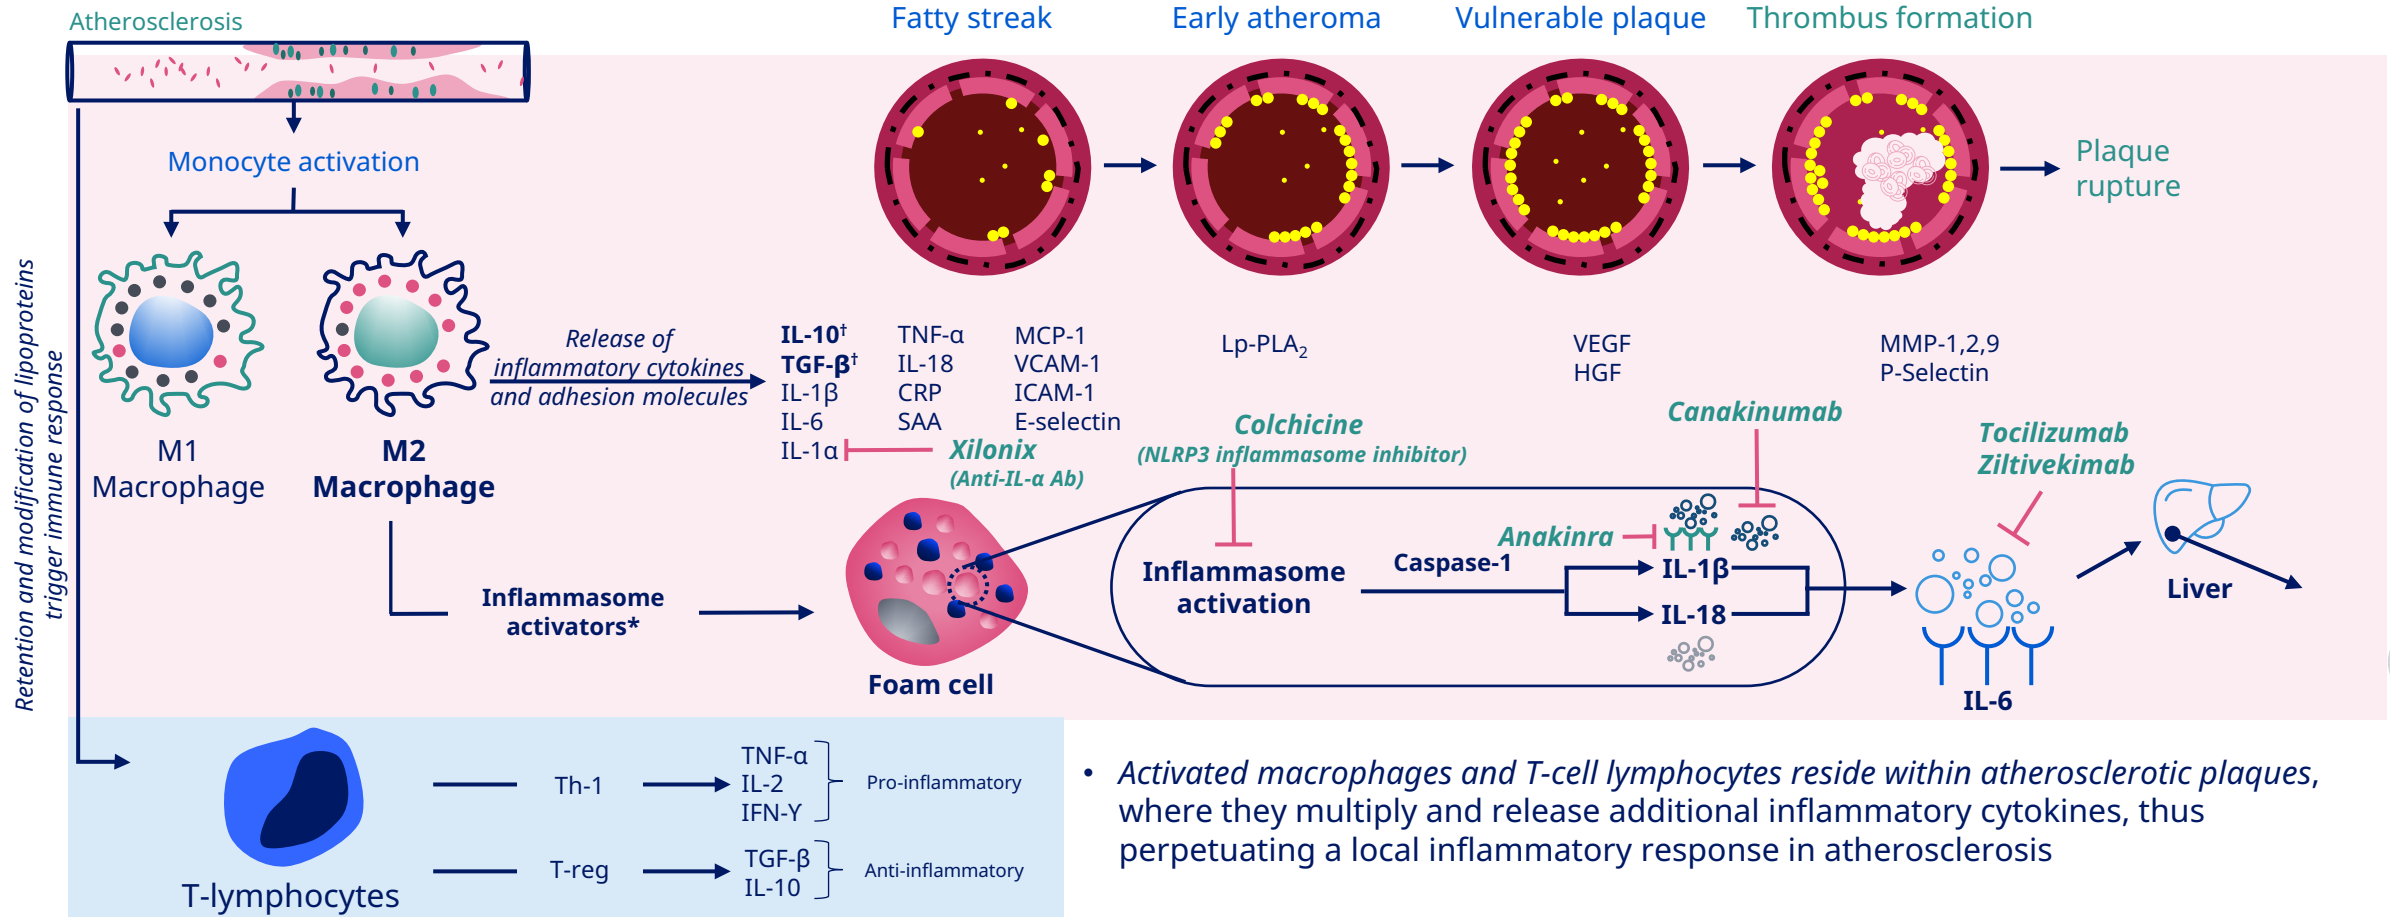 Atherosclerosis
Fatty streak
Early atheroma
Vulnerable plaque
Thrombus formation
Plaque
rupture
Monocyte activation
Retention and modification of lipoproteins
trigger immune response
M1
Macrophage
M2
Macrophage
Release of
inflammatory cytokines
and adhesion molecules
IL-10†
TGF-β†
IL-1β
IL-6
IL-1α
TNF-α
IL-18
CRP
SAA
MCP-1
VCAM-1
ICAM-1
E-selectin
Lp-PLA2
VEGF
HGF
MMP-1,2,9
P-Selectin
Xilonix
(Anti-IL-α Ab)
Colchicine
(NLRP3 inflammasome inhibitor)
Canakinumab
Tocilizumab
Ziltivekimab
Anakinra
Inflammasome
activators*
Foam cell
Inflammasome
activation
Caspase-1
IL-1β
IL-18
IL-6
Liver
T-lymphocytes
Th-1
TNF-α
IL-2
IFN-Y
Pro-inflammatory
T-reg
TGF-β
IL-10
Anti-inflammatory
• Activated macrophages and T-cell lymphocytes reside within atherosclerotic plaques,
where they multiply and release additional inflammatory cytokines, thus
perpetuating a local inflammatory response in atherosclerosis